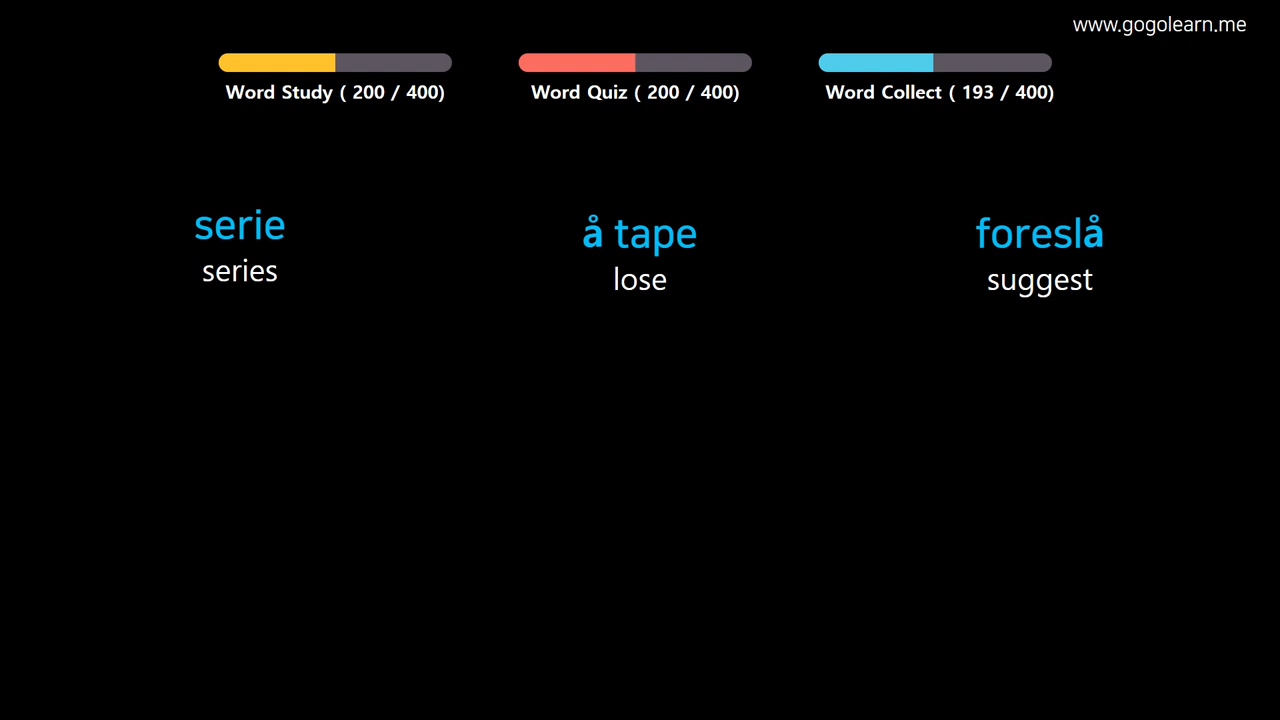 www.gogolearn.me
Word Study ( 200 / 400)
Word Quiz ( 200 / 400)
Word Collect ( 193 / 400)
serie
series
å tape
lose
foreslå
suggest